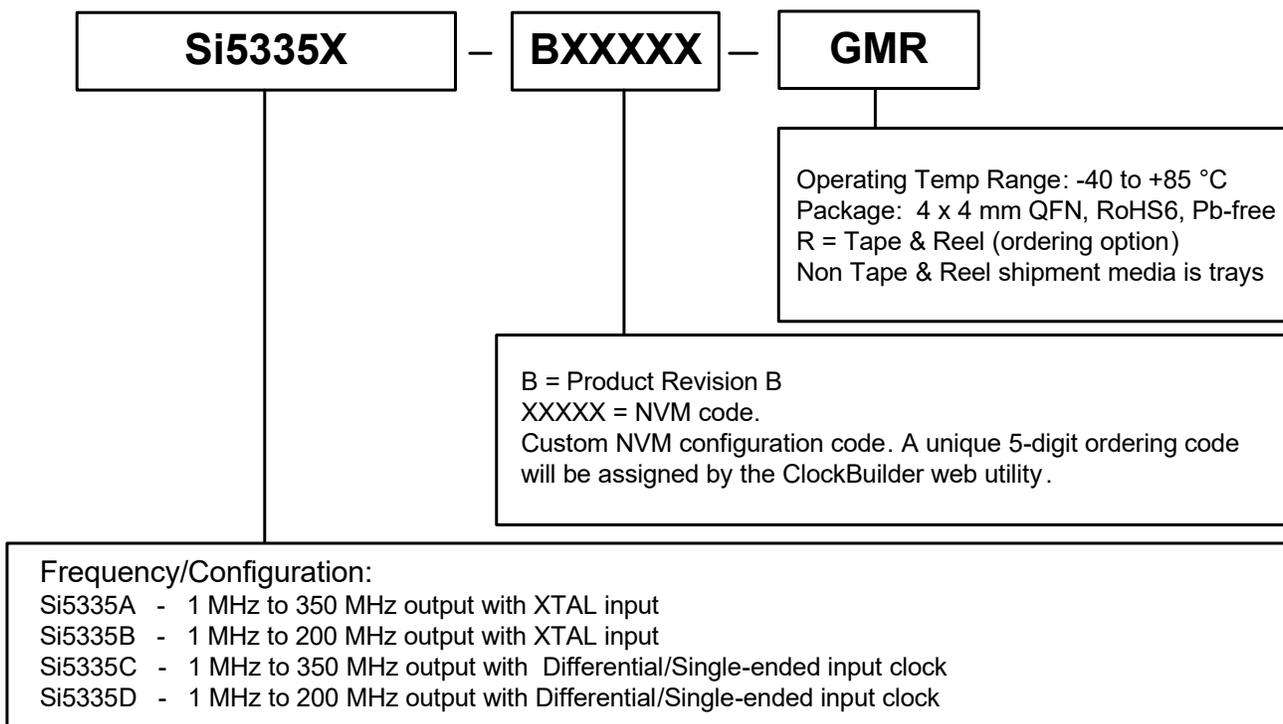 Si5335X – BXXXXX – GMR
Operating Temp Range: -40 to +85 °C
Package: 4 x 4 mm QFN, RoHS6, Pb-free
R = Tape & Reel (ordering option)
Non Tape & Reel shipment media is trays
B = Product Revision B
XXXXX = NVM code.
Custom NVM configuration code. A unique 5-digit ordering code
will be assigned by the ClockBuilder web utility.
Frequency/Configuration:
Si5335A - 1 MHz to 350 MHz output with XTAL input
Si5335B - 1 MHz to 200 MHz output with XTAL input
Si5335C - 1 MHz to 350 MHz output with Differential/Single-ended input clock
Si5335D - 1 MHz to 200 MHz output with Differential/Single-ended input clock